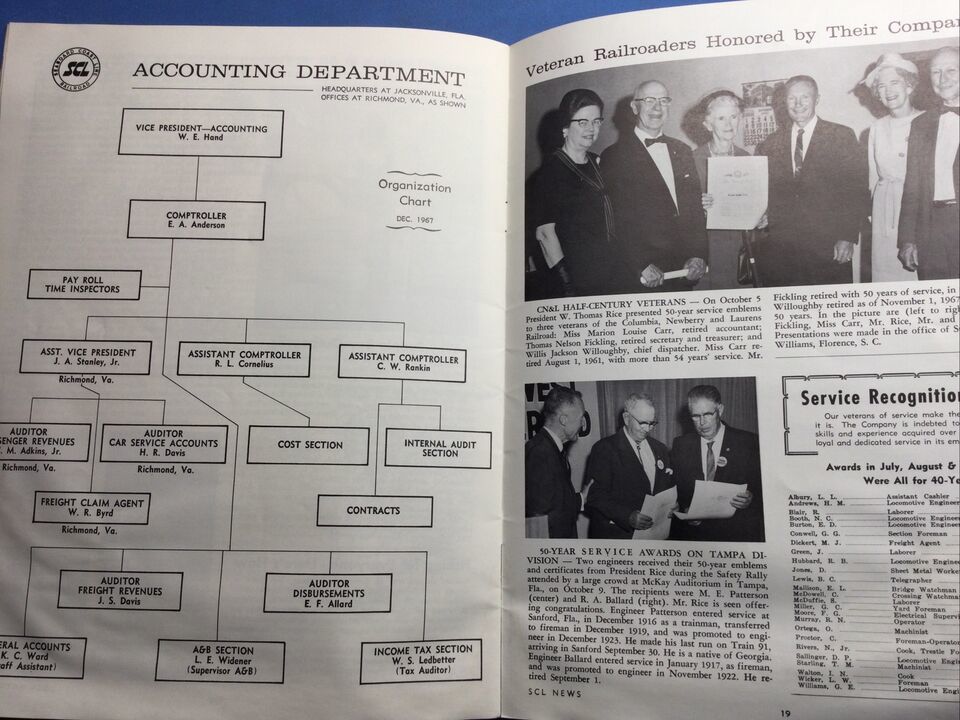 SEABOARD COAST LINE
SCL
RAILROAD
ACCOUNTING DEPARTMENT
HEADQUARTERS AT JACKSONVILLE, FLA.
OFFICES AT RICHMOND, VA., AS SHOWN
VICE PRESIDENT—ACCOUNTING
W. E. Hand
Organization
Chart
DEC. 1967
COMPTROLLER
E. A. Anderson
PAY ROLL
TIME INSPECTORS
ASST. VICE PRESIDENT
J. A. Stanley, Jr.
Richmond, Va.
ASSISTANT COMPTROLLER
R. L. Cornelius
ASSISTANT COMPTROLLER
C. W. Rankin
AUDITOR
SENGER REVENUES
M. Adkins, Jr.
Richmond, Va.
AUDITOR
CAR SERVICE ACCOUNTS
H. R. Davis
Richmond, Va.
COST SECTION
INTERNAL AUDIT
SECTION
FREIGHT CLAIM AGENT
W. R. Byrd
Richmond, Va.
CONTRACTS
AUDITOR
FREIGHT REVENUES
J. S. Davis
AUDITOR
DISBURSEMENTS
E. F. Allard
ERAL ACCOUNTS
K. C. Ward
aff Assistant)
A&B SECTION
L. E. Widener
(Supervisor A&B)
INCOME TAX SECTION
W. S. Ledbetter
(Tax Auditor)
Veteran Railroaders Honored by Their Compan
CN&L HALF-CENTURY VETERANS — On October 5
President W. Thomas Rice presented 50-year service emblems
to three veterans of the Columbia, Newberry and Laurens
Railroad: Miss Marion Louise Carr, retired accountant;
Thomas Nelson Fickling, retired secretary and treasurer; and
Willis Jackson Willoughby, chief dispatcher. Miss Carr re-
tired August 1, 1961, with more than 54 years' service. Mr.
Fickling retired with 50 years of service, in
Willoughby retired as of November 1, 1967
50 years. In the picture are (left to rig
Fickling, Miss Carr, Mr. Rice, Mr. and
Presentations were made in the office of S
Williams, Florence, S. C.
50-YEAR SERVICE AWARDS ON TAMPA DI-
VISION — Two engineers received their 50-year emblems
and certificates from President Rice during the Safety Rally
attended by a large crowd at McKay Auditorium in Tampa,
Fla., on October 9. The recipients were M. E. Patterson
(center) and R. A. Ballard (right). Mr. Rice is seen offer-
ing congratulations. Engineer Patterson entered service at
Sanford, Fla., in December 1916 as a trainman, transferred
to fireman in December 1919, and was promoted to engi-
neer in December 1923. He made his last run on Train 91,
arriving in Sanford September 30. He is a native of Georgia.
Engineer Ballard entered service in January 1917, as fireman,
and was promoted to engineer in November 1922. He re-
tired September 1.
SCL NEWS
Service Recognition
Our veterans of service make the
it is. The Company is indebted to
skills and experience acquired over
loyal and dedicated service in its em
Awards in July, August &
Were All for 40-Ye
Albury, L. L. Assistant Cashier
Andrews, H. M. Locomotive Engineer
Blair, R. Laborer
Booth, N. C. Locomotive Engineer
Burton, E. D. Locomotive Engineer
Conwell, G. G. Section Foreman
Dickert, M. J. Freight Agent
Green, J. Laborer
Hubbard, R. B. Locomotive Engineer
Jones, D. Sheet Metal Worker
Lewis, B. C. Telegrapher
Mallison, E. L. Bridge Watchman
McDowell, C. Crossing Watchman
McDuffie, S. Laborer
Miller, G. C. Yard Foreman
Moore, F. G. Electrical Supervi
Murray, R. N. Operator
Ortega, O. Machinist
Proctor, C. Foreman-Operator
Rivers, N., Jr. Cook, Trestle Fo
Sallinger, D. P. Locomotive Engin
Starling, T. M. Machinist
Walton, I. N. Cook
Wicker, L. W. Foreman
Williams, G. E. Locomotive Engin
19